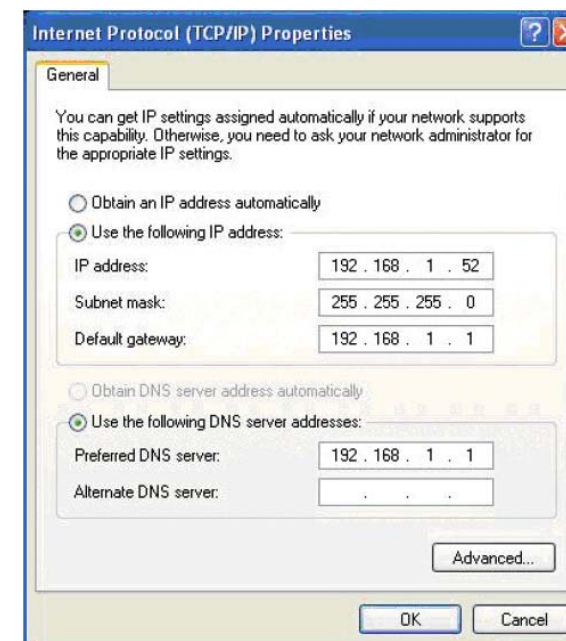 Internet Protocol (TCP/IP) Properties
General
You can get IP settings assigned automatically if your network supports
this capability. Otherwise, you need to ask your network administrator for
the appropriate IP settings.
Obtain an IP address automatically
Use the following IP address:
IP address: 192 . 168 . 1 . 52
Subnet mask: 255 . 255 . 255 . 0
Default gateway: 192 . 168 . 1 . 1
Obtain DNS server address automatically
Use the following DNS server addresses:
Preferred DNS server: 192 . 168 . 1 . 1
Alternate DNS server: . . .
Advanced...
OK Cancel